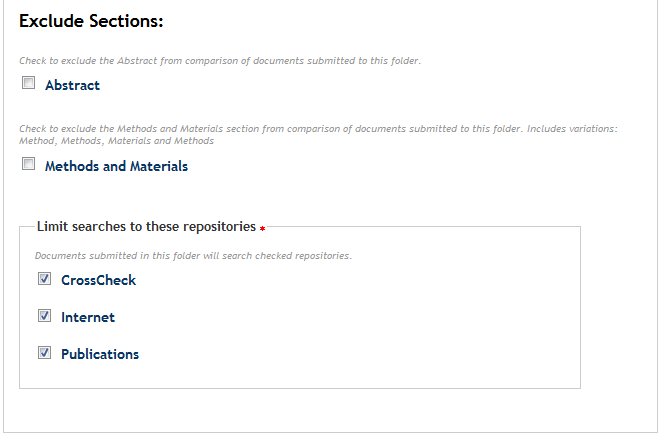 Exclude Sections:
Check to exclude the Abstract from comparison of documents submitted to this folder.
Abstract
Check to exclude the Methods and Materials section from comparison of documents submitted to this folder. Includes variations:
Method, Methods, Materials and Methods
Methods and Materials
Limit searches to these repositories *
Documents submitted in this folder will search checked repositories.
CrossCheck
Internet
Publications